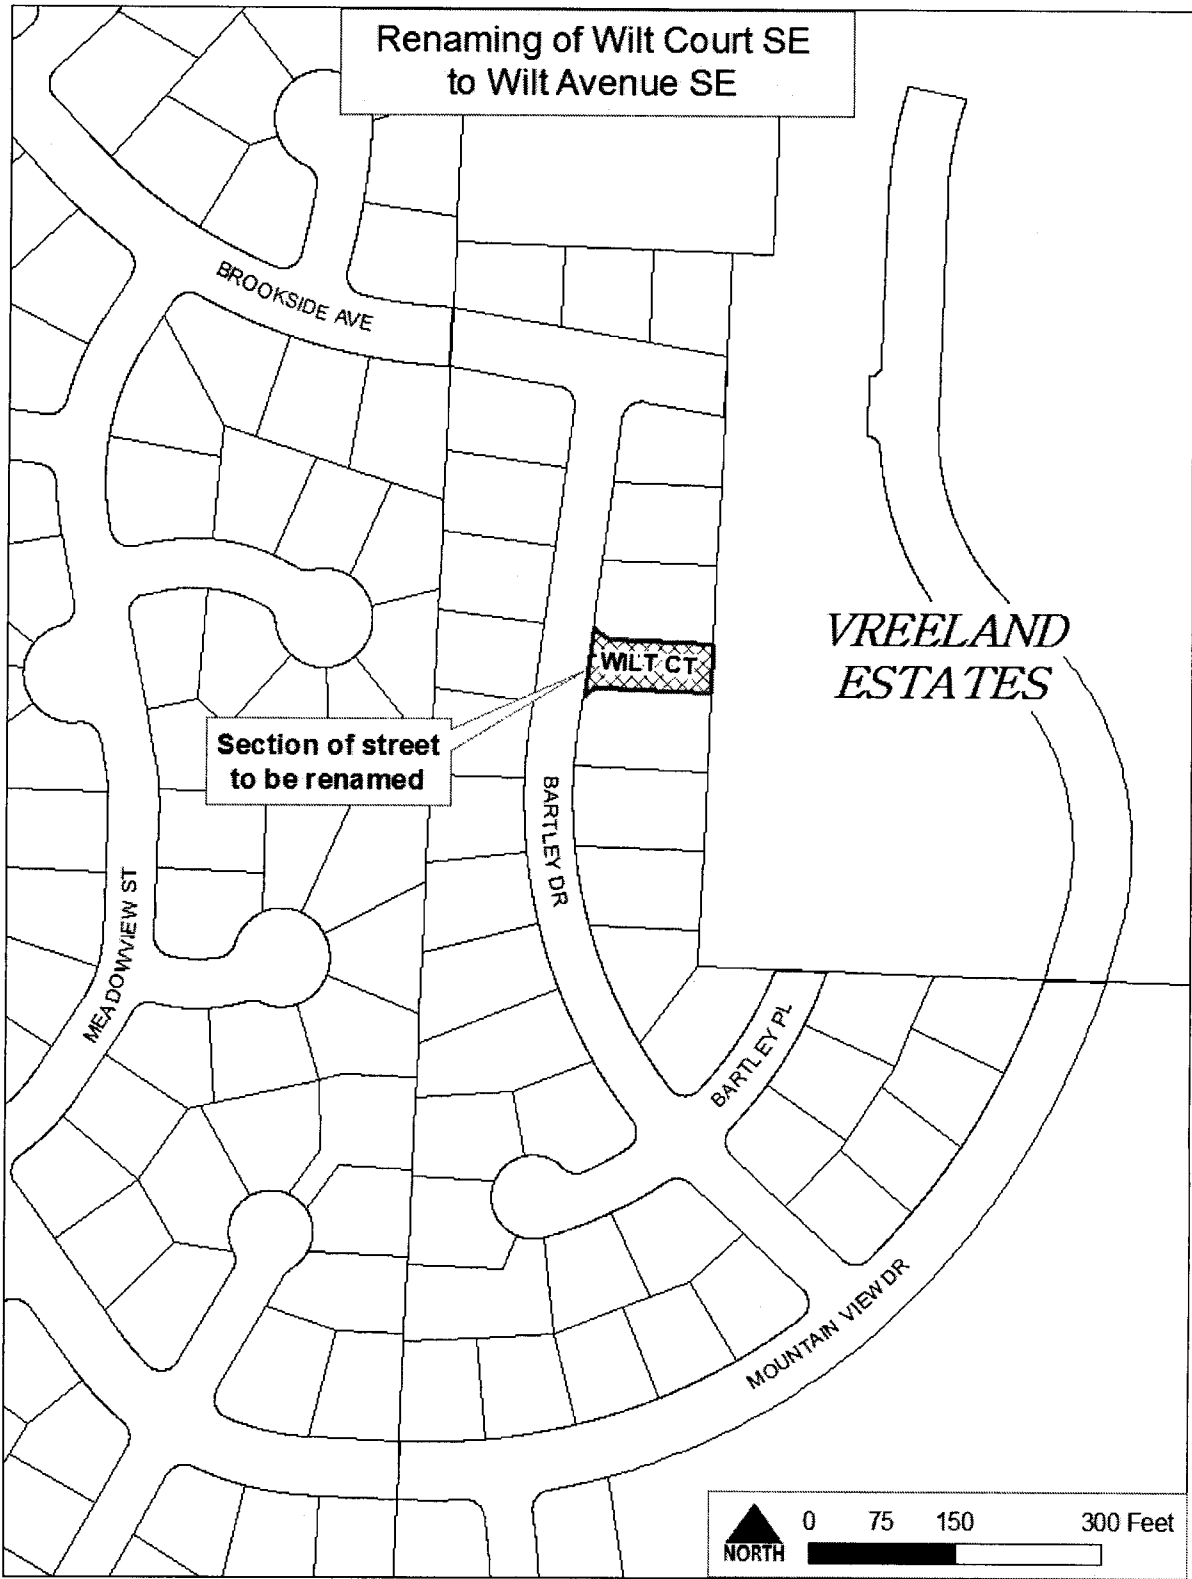 Renaming of Wilt Court SE
to Wilt Avenue SE
BROOKSIDE AVE
VREELAND
ESTATES
WILT CT
Section of street
to be renamed
BARTLEY DR
MEADOWVIEW ST
BARTLEY PL
MOUNTAIN VIEW DR
0 75 150 300 Feet
NORTH